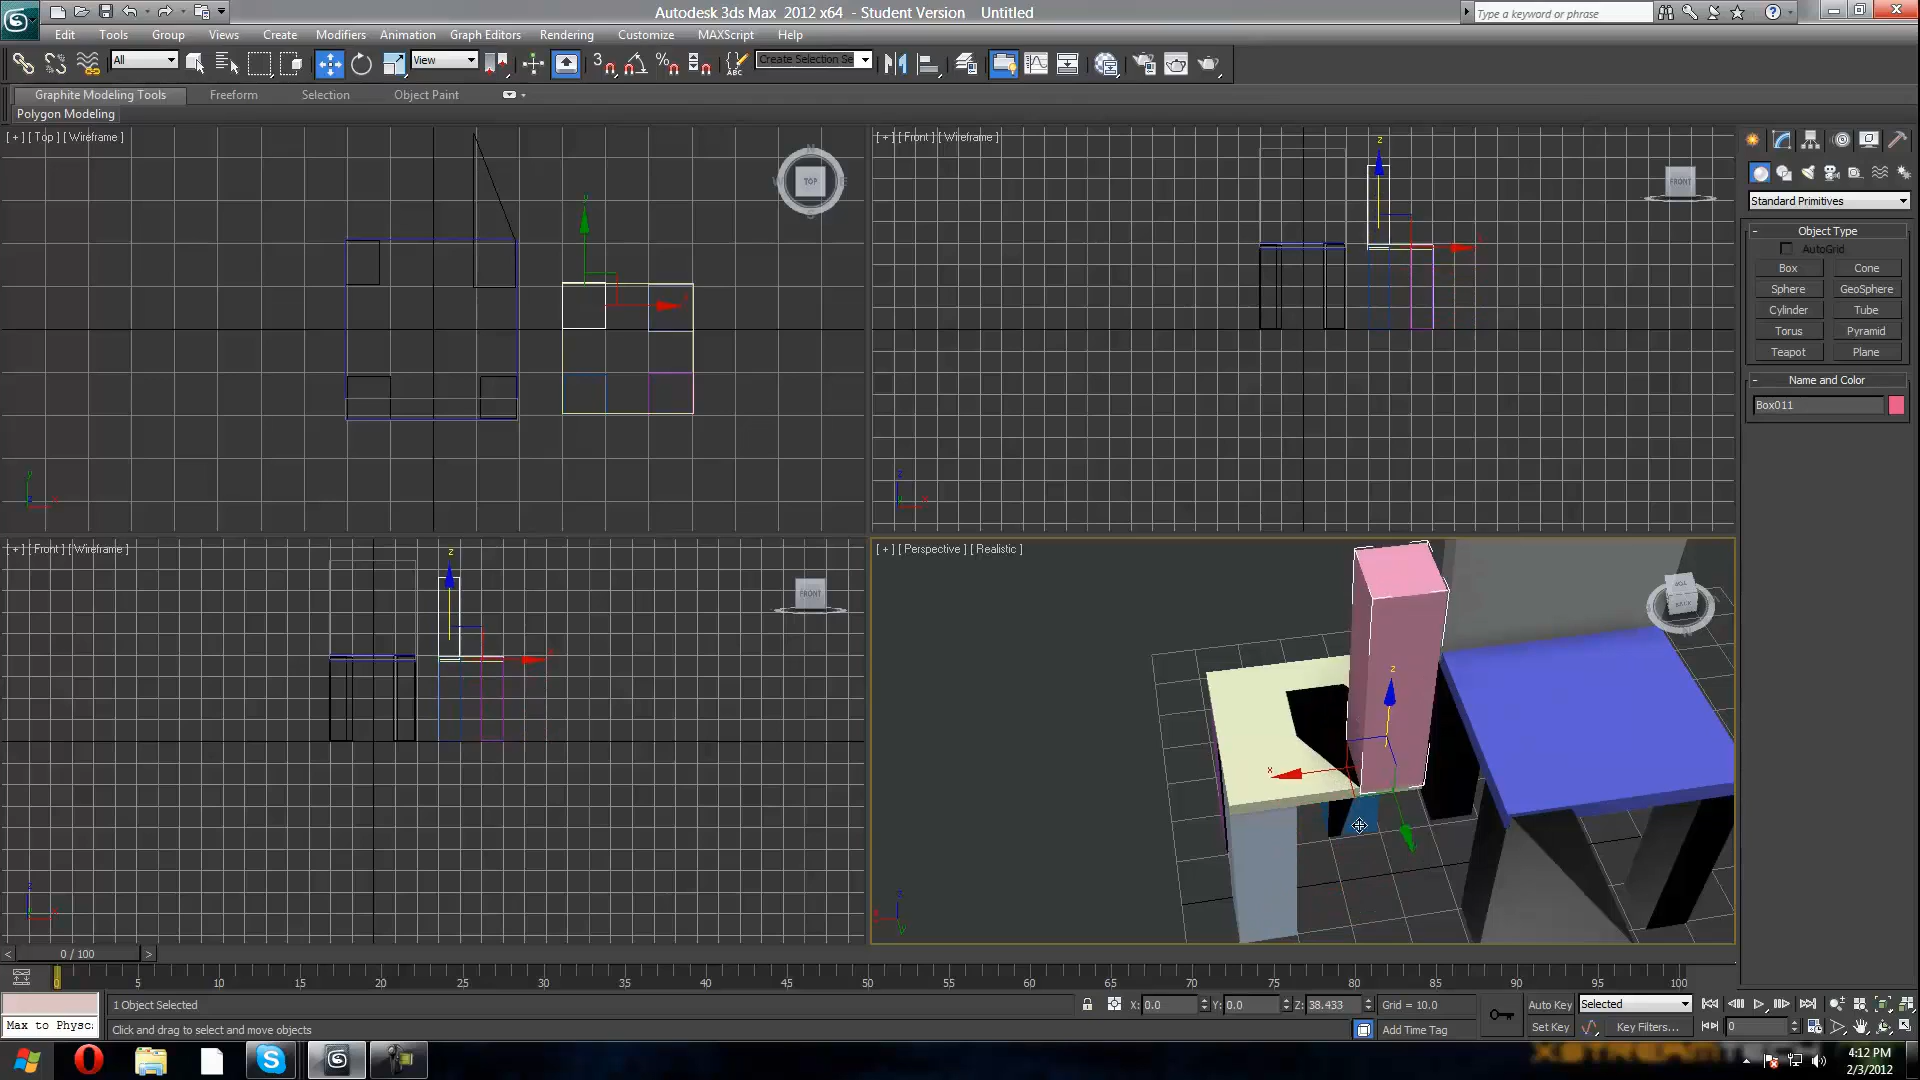 Autodesk 3ds Max 2012 x64 - Student Version Untitled
Type a keyword or phrase
Edit Tools Group Views Create Modifiers Animation Graph Editors Rendering Customize MAXScript Help
All View 3 Create Selection Se
Graphite Modeling Tools Freeform Selection Object Paint
Polygon Modeling
[ + ] [ Top ] [ Wireframe ]
TOP
y
[ + ] [ Front ] [ Wireframe ]
z
FRONT
Standard Primitives
- Object Type
AutoGrid
Box Cone
Sphere GeoSphere
Cylinder Tube
Torus Pyramid
Teapot Plane
- Name and Color
Box011
[ + ] [ Front ] [ Wireframe ]
z
FRONT
[ + ] [ Perspective ] [ Realistic ]
z
x
BACK
< 0 / 100 >
0 5 10 15 20 25 30 35 40 45 50 55 60 65 70 75 80 85 90 95 100
1 Object Selected X: 0.0 Y: 0.0 Z: 38.433 Grid = 10.0 Auto Key Selected
Max to Physc: Click and drag to select and move objects Add Time Tag Set Key Key Filters... 0
XSTREAMTECH
4:12 PM
2/3/2012